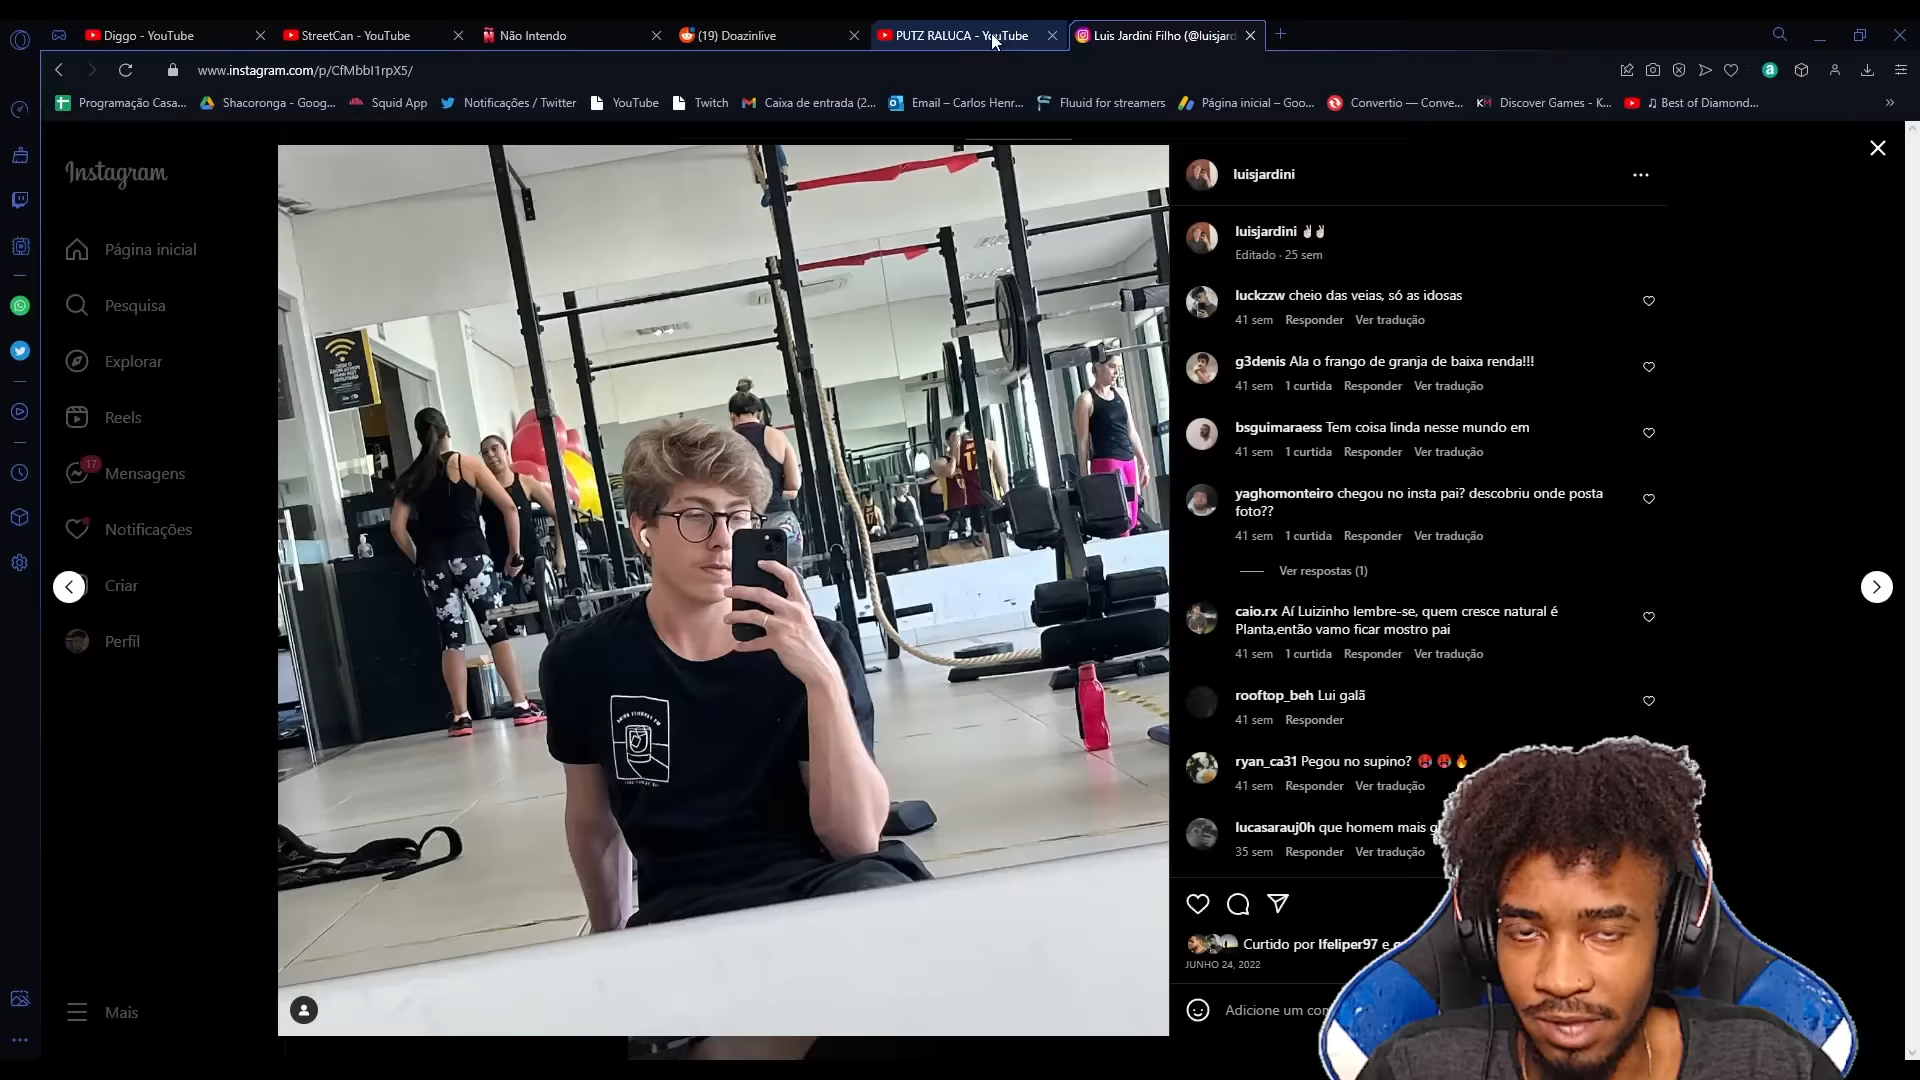 Diggo - YouTube
StreetCan - YouTube
Não Intendo
(19) Doazinlive
PUTZ RALUCA - YouTube
Luis Jardini Filho (@luisjard
www.instagram.com/p/CfMbbI1rpX5/
Programação Casa...
Shacoronga - Goog...
Squid App
Notificações / Twitter
YouTube
Twitch
Caixa de entrada (2...
Email – Carlos Henr...
Fluuid for streamers
Página inicial – Goo...
Convertio — Conve...
Discover Games - K...
♫ Best of Diamond...
Instagram
Página inicial
Pesquisa
Explorar
Reels
17
Mensagens
Notificações
Criar
Perfil
Mais
luisjardini
luisjardini ✌🏻✌🏻
Editado · 25 sem
luckzzw cheio das veias, só as idosas
41 sem Responder Ver tradução
g3denis Ala o frango de granja de baixa renda!!!
41 sem 1 curtida Responder Ver tradução
bsguimaraess Tem coisa linda nesse mundo em
41 sem 1 curtida Responder Ver tradução
yaghomonteiro chegou no insta pai? descobriu onde posta
foto??
41 sem 1 curtida Responder Ver tradução
Ver respostas (1)
caio.rx Aí Luizinho lembre-se, quem cresce natural é
Planta,então vamo ficar mostro pai
41 sem 1 curtida Responder Ver tradução
rooftop_beh Lui galã
41 sem Responder
ryan_ca31 Pegou no supino? 🥵🥵🔥
41 sem Responder Ver tradução
lucasarauj0h que homem mais g
35 sem Responder Ver tradução
Curtido por lfeliper97 e
JUNHO 24, 2022
Adicione um com